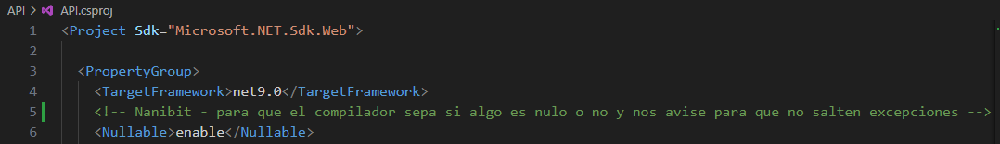 API > API.csproj
1 <Project Sdk="Microsoft.NET.Sdk.Web">
2
3 <PropertyGroup>
4 <TargetFramework>net9.0</TargetFramework>
5 <!-- Nanibit - para que el compilador sepa si algo es nulo o no y nos avise para que no salten excepciones -->
6 <Nullable>enable</Nullable>